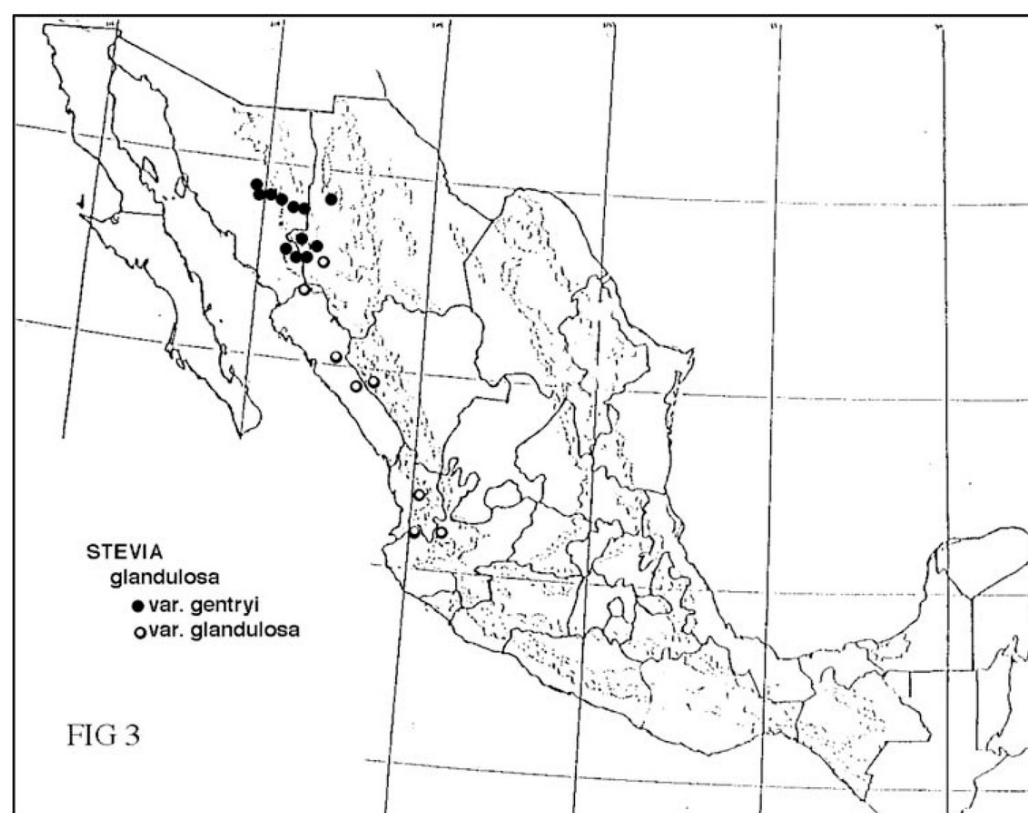 STEVIA
glandulosa
● var. gentryi
○ var. glandulosa
FIG 3